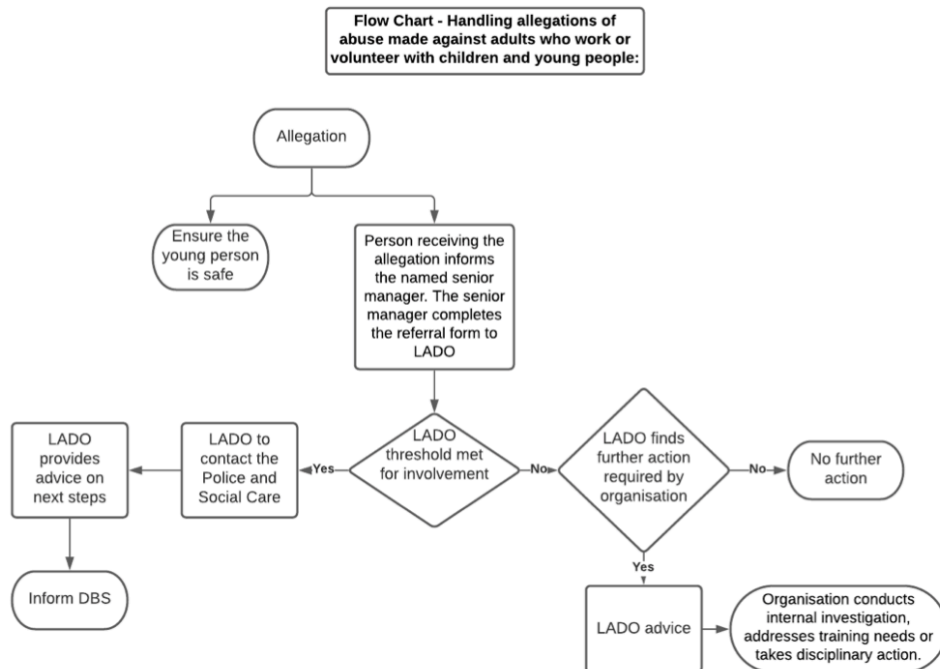 Flow Chart - Handling allegations of
abuse made against adults who work or
volunteer with children and young people:
Allegation
Ensure the
young person
is safe
Person receiving the
allegation informs
the named senior
manager. The senior
manager completes
the referral form to
LADO
LADO
provides
advice on
next steps
LADO to
contact the
Police and
Social Care
Yes
LADO
threshold met
for involvement
No
LADO finds
further action
required by
organisation
No
No further
action
Yes
Inform DBS
LADO advice
Organisation conducts
internal investigation,
addresses training needs or
takes disciplinary action.